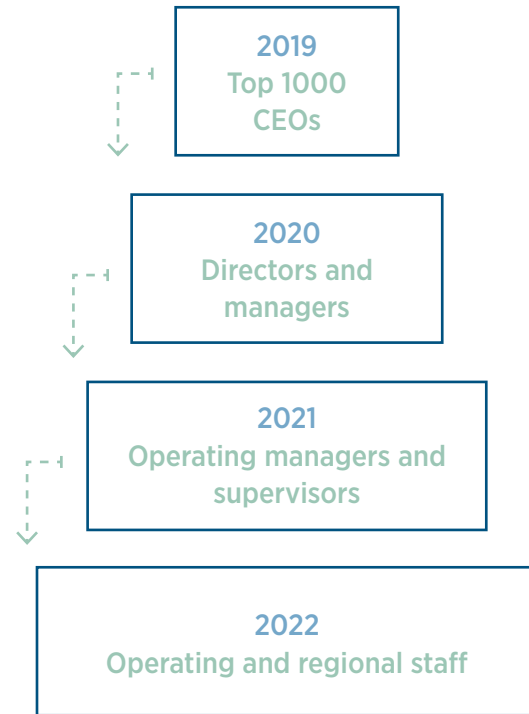 2019
Top 1000
CEOs
2020
Directors and
managers
2021
Operating managers and
supervisors
2022
Operating and regional staff